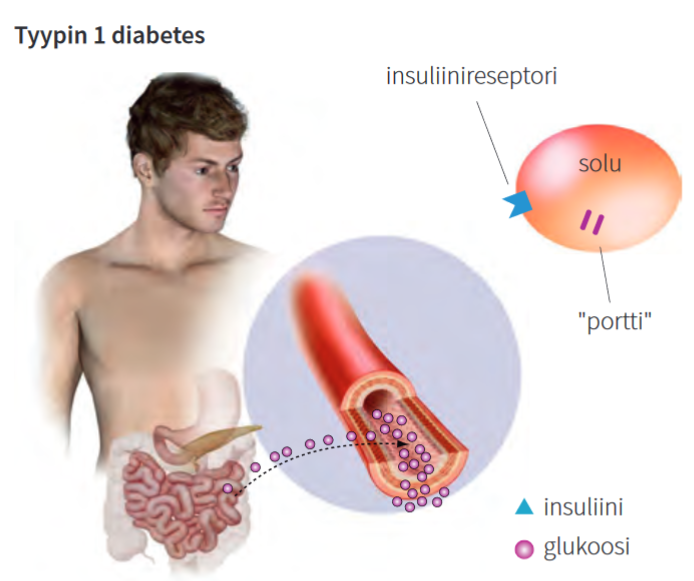 Tyypin 1 diabetes
insuliinireseptori
solu
"portti"
insuliini
glukoosi